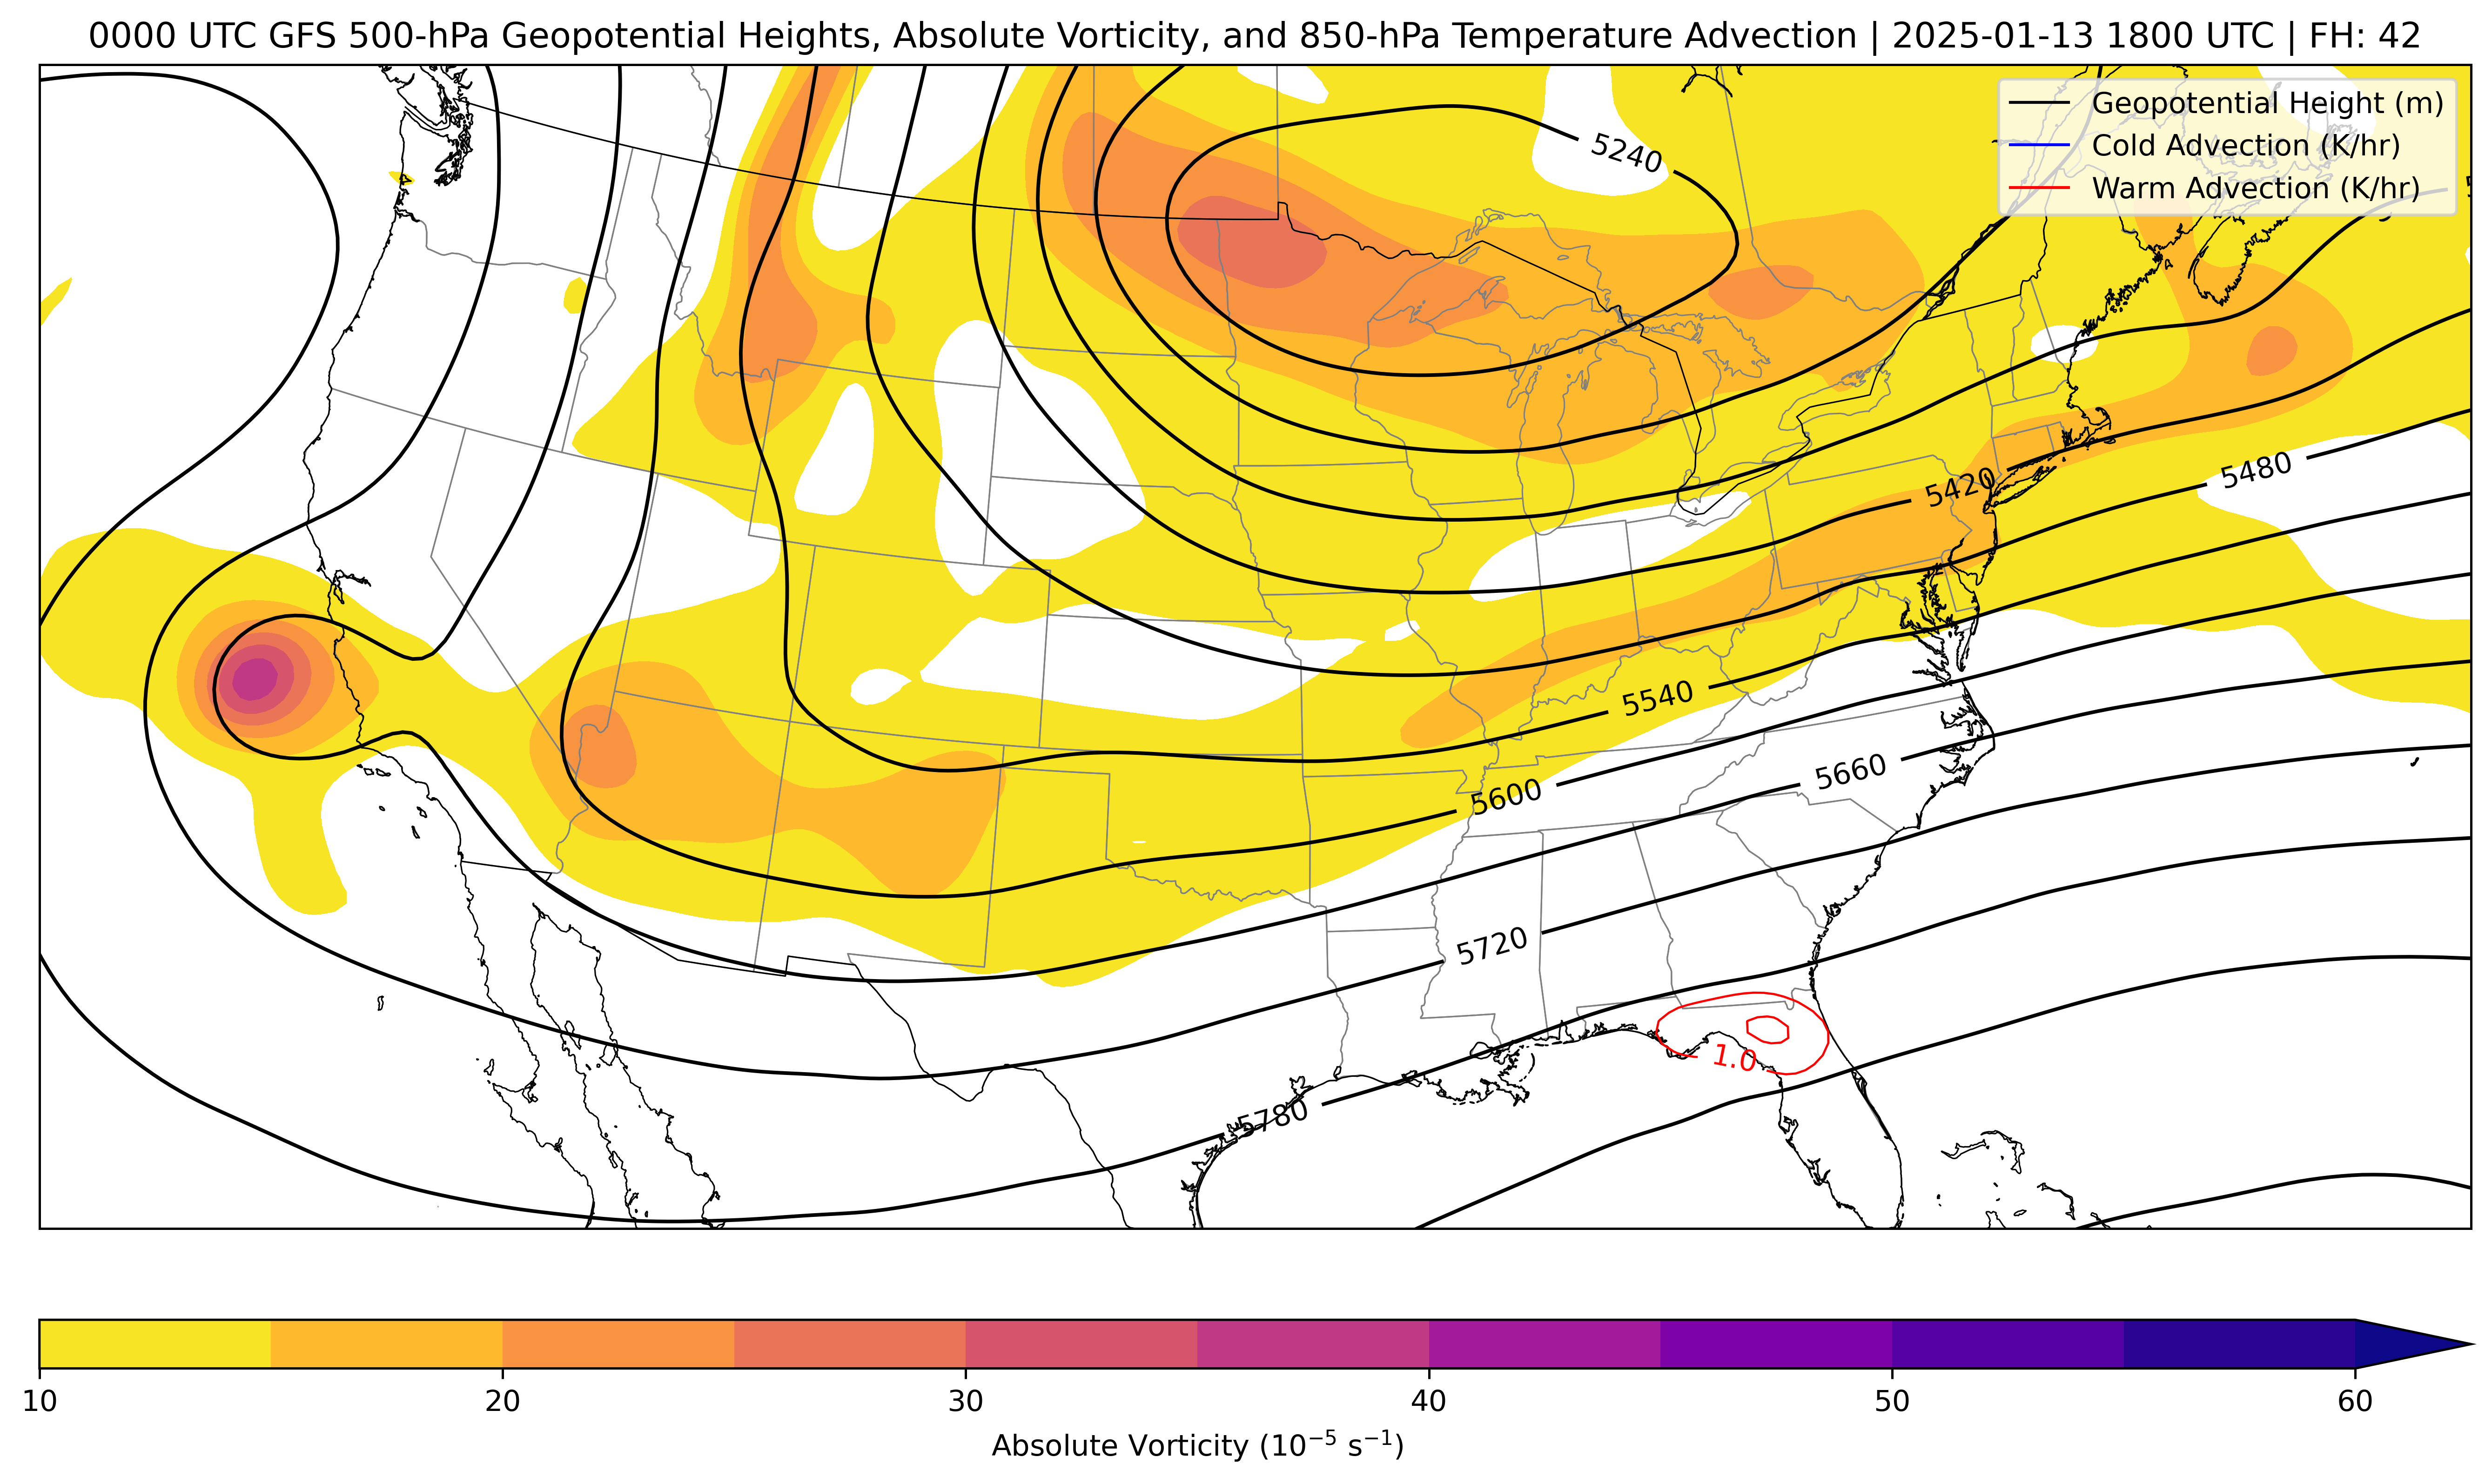 0000 UTC GFS 500-hPa Geopotential Heights, Absolute Vorticity, and 850-hPa Temperature Advection | 2025-01-13 1800 UTC | FH: 42
Geopotential Height (m)
Cold Advection (K/hr)
Warm Advection (K/hr)
5240
5420
5480
5540
5600
5660
5720
5780
1.0
10 20 30 40 50 60
Absolute Vorticity (10⁻⁵ s⁻¹)